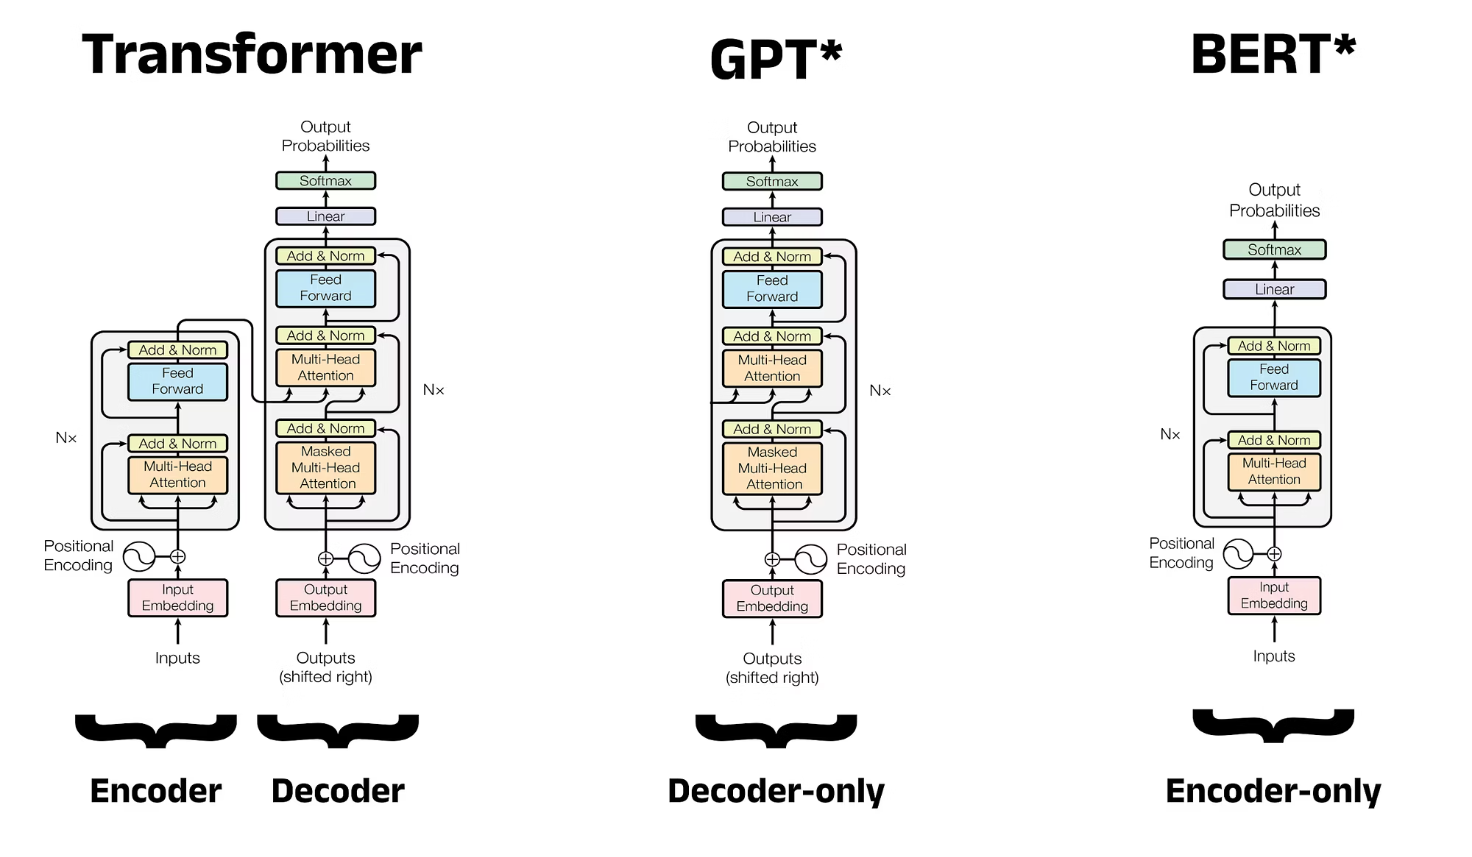 Transformer
Output
Probabilities
Softmax
Linear
Add & Norm
Feed
Forward
Add & Norm
Multi-Head
Attention
Add & Norm
Masked
Multi-Head
Attention
Nx
Add & Norm
Feed
Forward
Add & Norm
Multi-Head
Attention
Nx
Positional
Encoding
Positional
Encoding
Input
Embedding
Output
Embedding
Inputs
Outputs
(shifted right)
Encoder
Decoder
GPT*
Output
Probabilities
Softmax
Linear
Add & Norm
Feed
Forward
Add & Norm
Multi-Head
Attention
Nx
Add & Norm
Masked
Multi-Head
Attention
Positional
Encoding
Output
Embedding
Outputs
(shifted right)
Decoder-only
BERT*
Output
Probabilities
Softmax
Linear
Add & Norm
Feed
Forward
Nx
Add & Norm
Multi-Head
Attention
Positional
Encoding
Input
Embedding
Inputs
Encoder-only